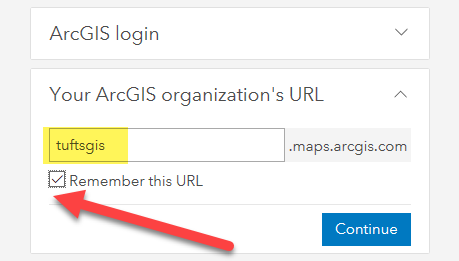 ArcGIS login
Your ArcGIS organization's URL
tuftsgis .maps.arcgis.com
Remember this URL
Continue